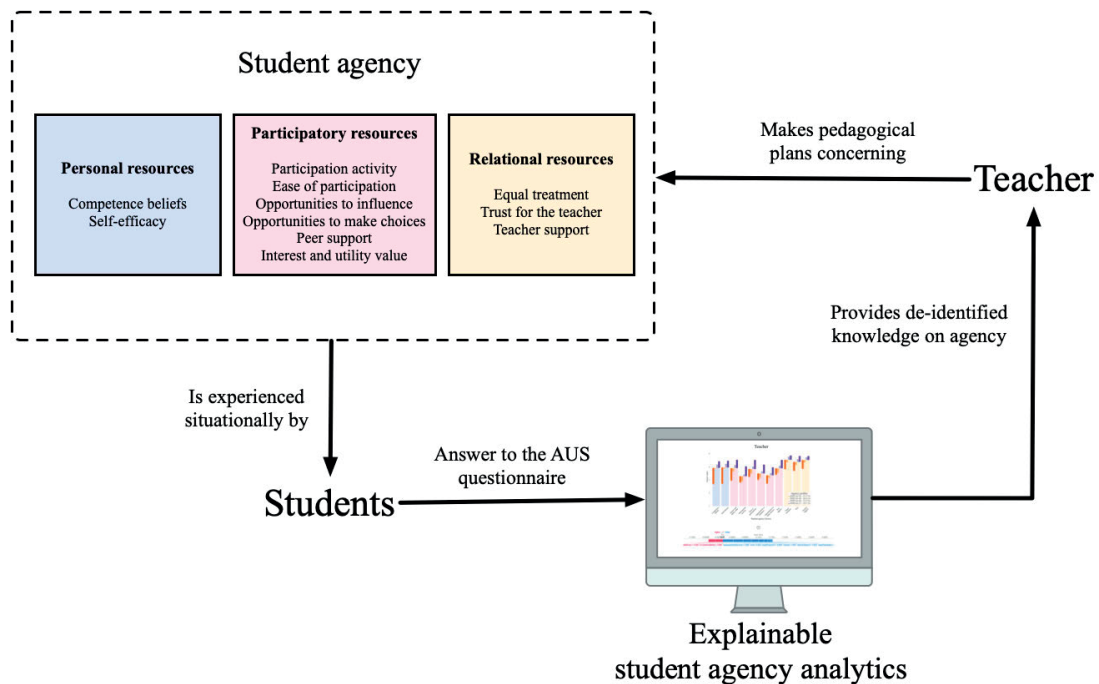 Student agency
Personal resources
Competence beliefs
Self-efficacy
Participatory resources
Participation activity
Ease of participation
Opportunities to influence
Opportunities to make choices
Peer support
Interest and utility value
Relational resources
Equal treatment
Trust for the teacher
Teacher support
Makes pedagogical
plans concerning
Teacher
Provides de-identified
knowledge on agency
Is experienced
situationally by
Students
Answer to the AUS
questionnaire
Teacher
Explainable
student agency analytics